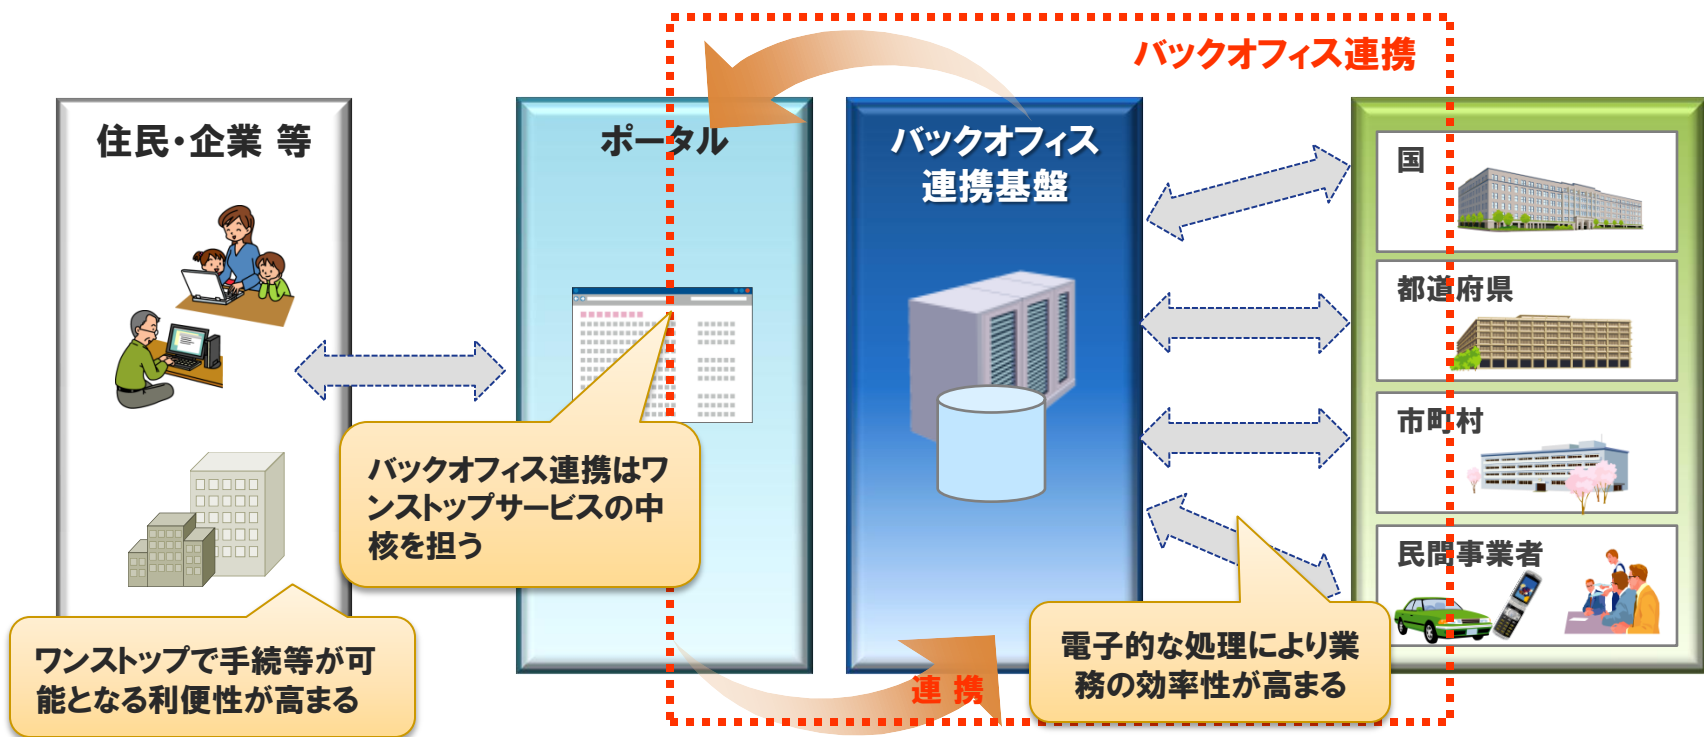 バックオフィス連携
住民・企業 等
ポータル
バックオフィス
連携基盤
国
都道府県
市町村
民間事業者
バックオフィス連携はワ
ンストップサービスの中
核を担う
ワンストップで手続等が可
能となる利便性が高まる
連 携
電子的な処理により業
務の効率性が高まる